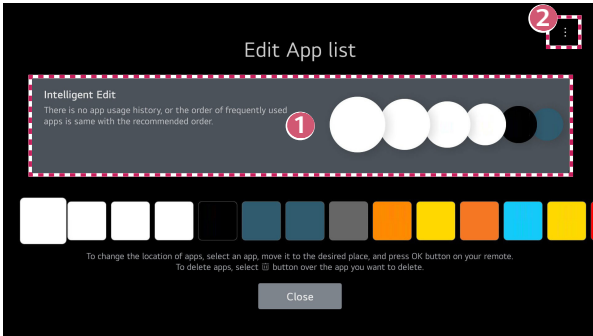 2
⋮
Edit App list
Intelligent Edit
There is no app usage history, or the order of frequently used
apps is same with the recommended order.
1
To change the location of apps, select an app, move it to the desired place, and press OK button on your remote.
To delete apps, select 🗑 button over the app you want to delete.
Close